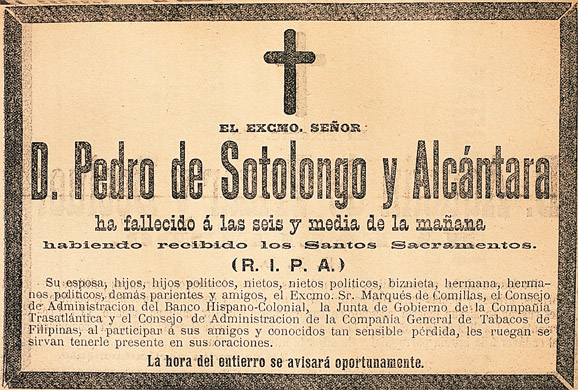 EL EXCMO. SEÑOR
D. Pedro de Sotolongo y Alcántara
ha fallecido á las seis y media de la mañana
habiendo recibido los Santos Sacramentos.
(R. I. P. A.)
Su esposa, hijos, hijos políticos, nietos, nietos políticos, biznieta, hermana, herma-
nos políticos, demás parientes y amigos, el Excmo. Sr. Marqués de Comillas, el Consejo
de Administracion del Banco Hispano-Colonial, la Junta de Gobierno de la Compañía
Trasatlántica y el Consejo de Administracion de la Compañía General de Tabacos de
Filipinas, al participar á sus amigos y conocidos tan sensible pérdida, les ruegan se
sirvan tenerle presente en sus oraciones.
La hora del entierro se avisará oportunamente.